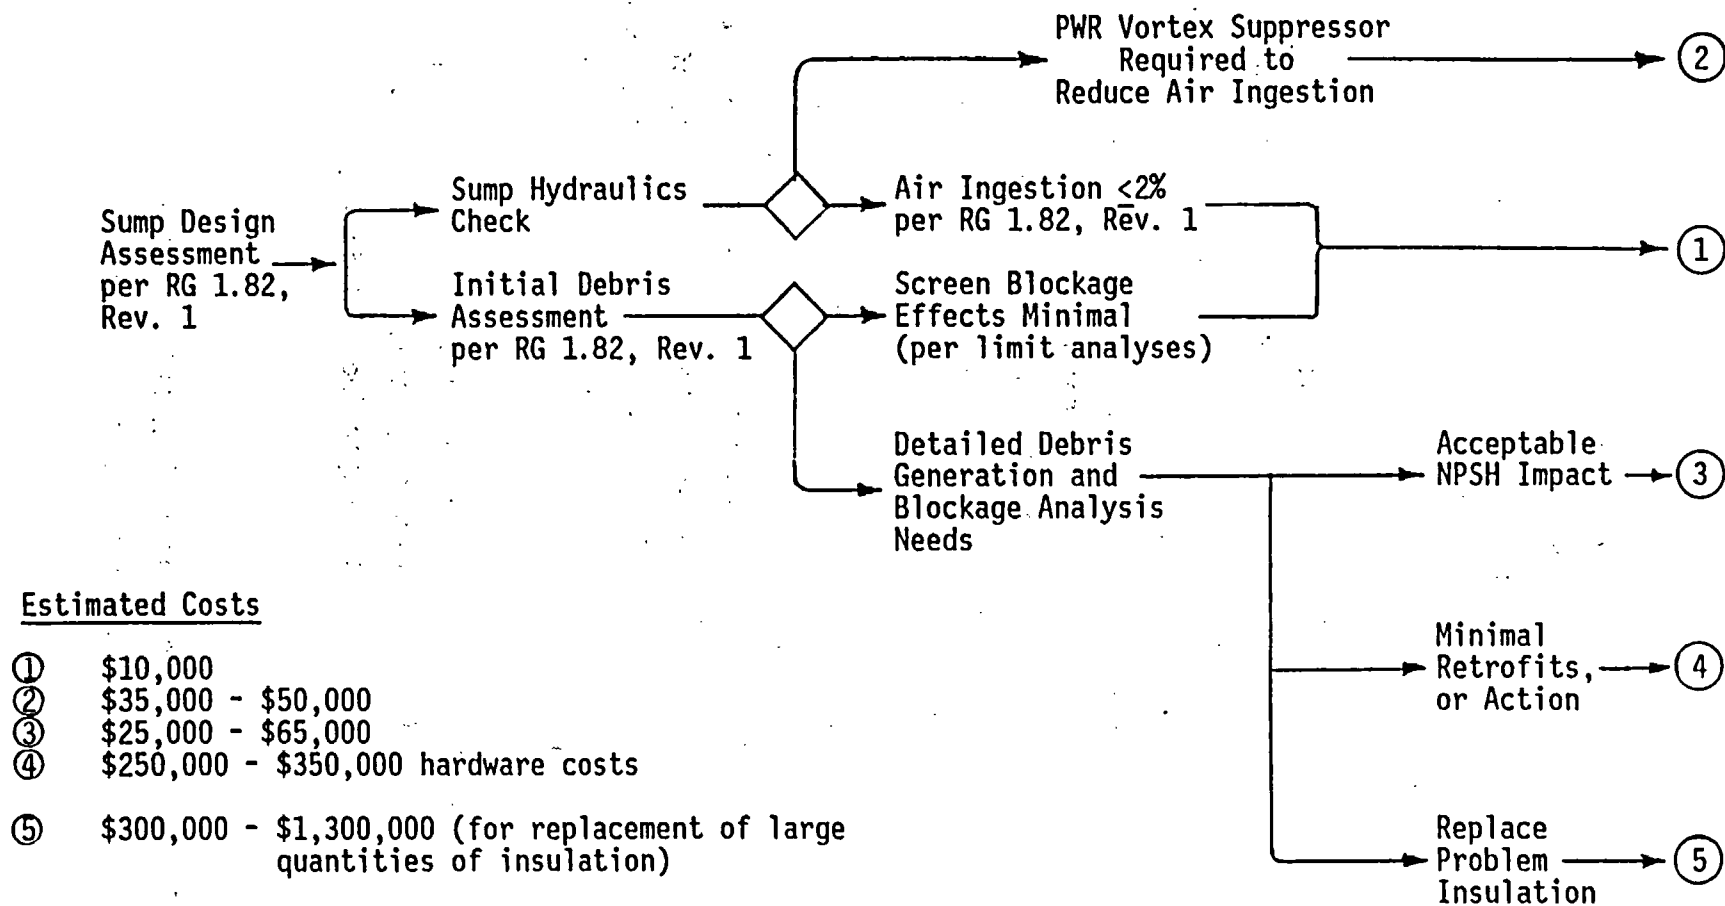 PWR Vortex Suppressor
Required to
Reduce Air Ingestion
②
Sump Design
Assessment
per RG 1.82,
Rev. 1
Sump Hydraulics
Check
Air Ingestion ≤2%
per RG 1.82, Rev. 1
①
Initial Debris
Assessment
per RG 1.82, Rev. 1
Screen Blockage
Effects Minimal
(per limit analyses)
Detailed Debris
Generation and
Blockage Analysis
Needs
Acceptable
NPSH Impact
③
Minimal
Retrofits,
or Action
④
Replace
Problem
Insulation
⑤
Estimated Costs
① $10,000
② $35,000 - $50,000
③ $25,000 - $65,000
④ $250,000 - $350,000 hardware costs
⑤ $300,000 - $1,300,000 (for replacement of large
quantities of insulation)